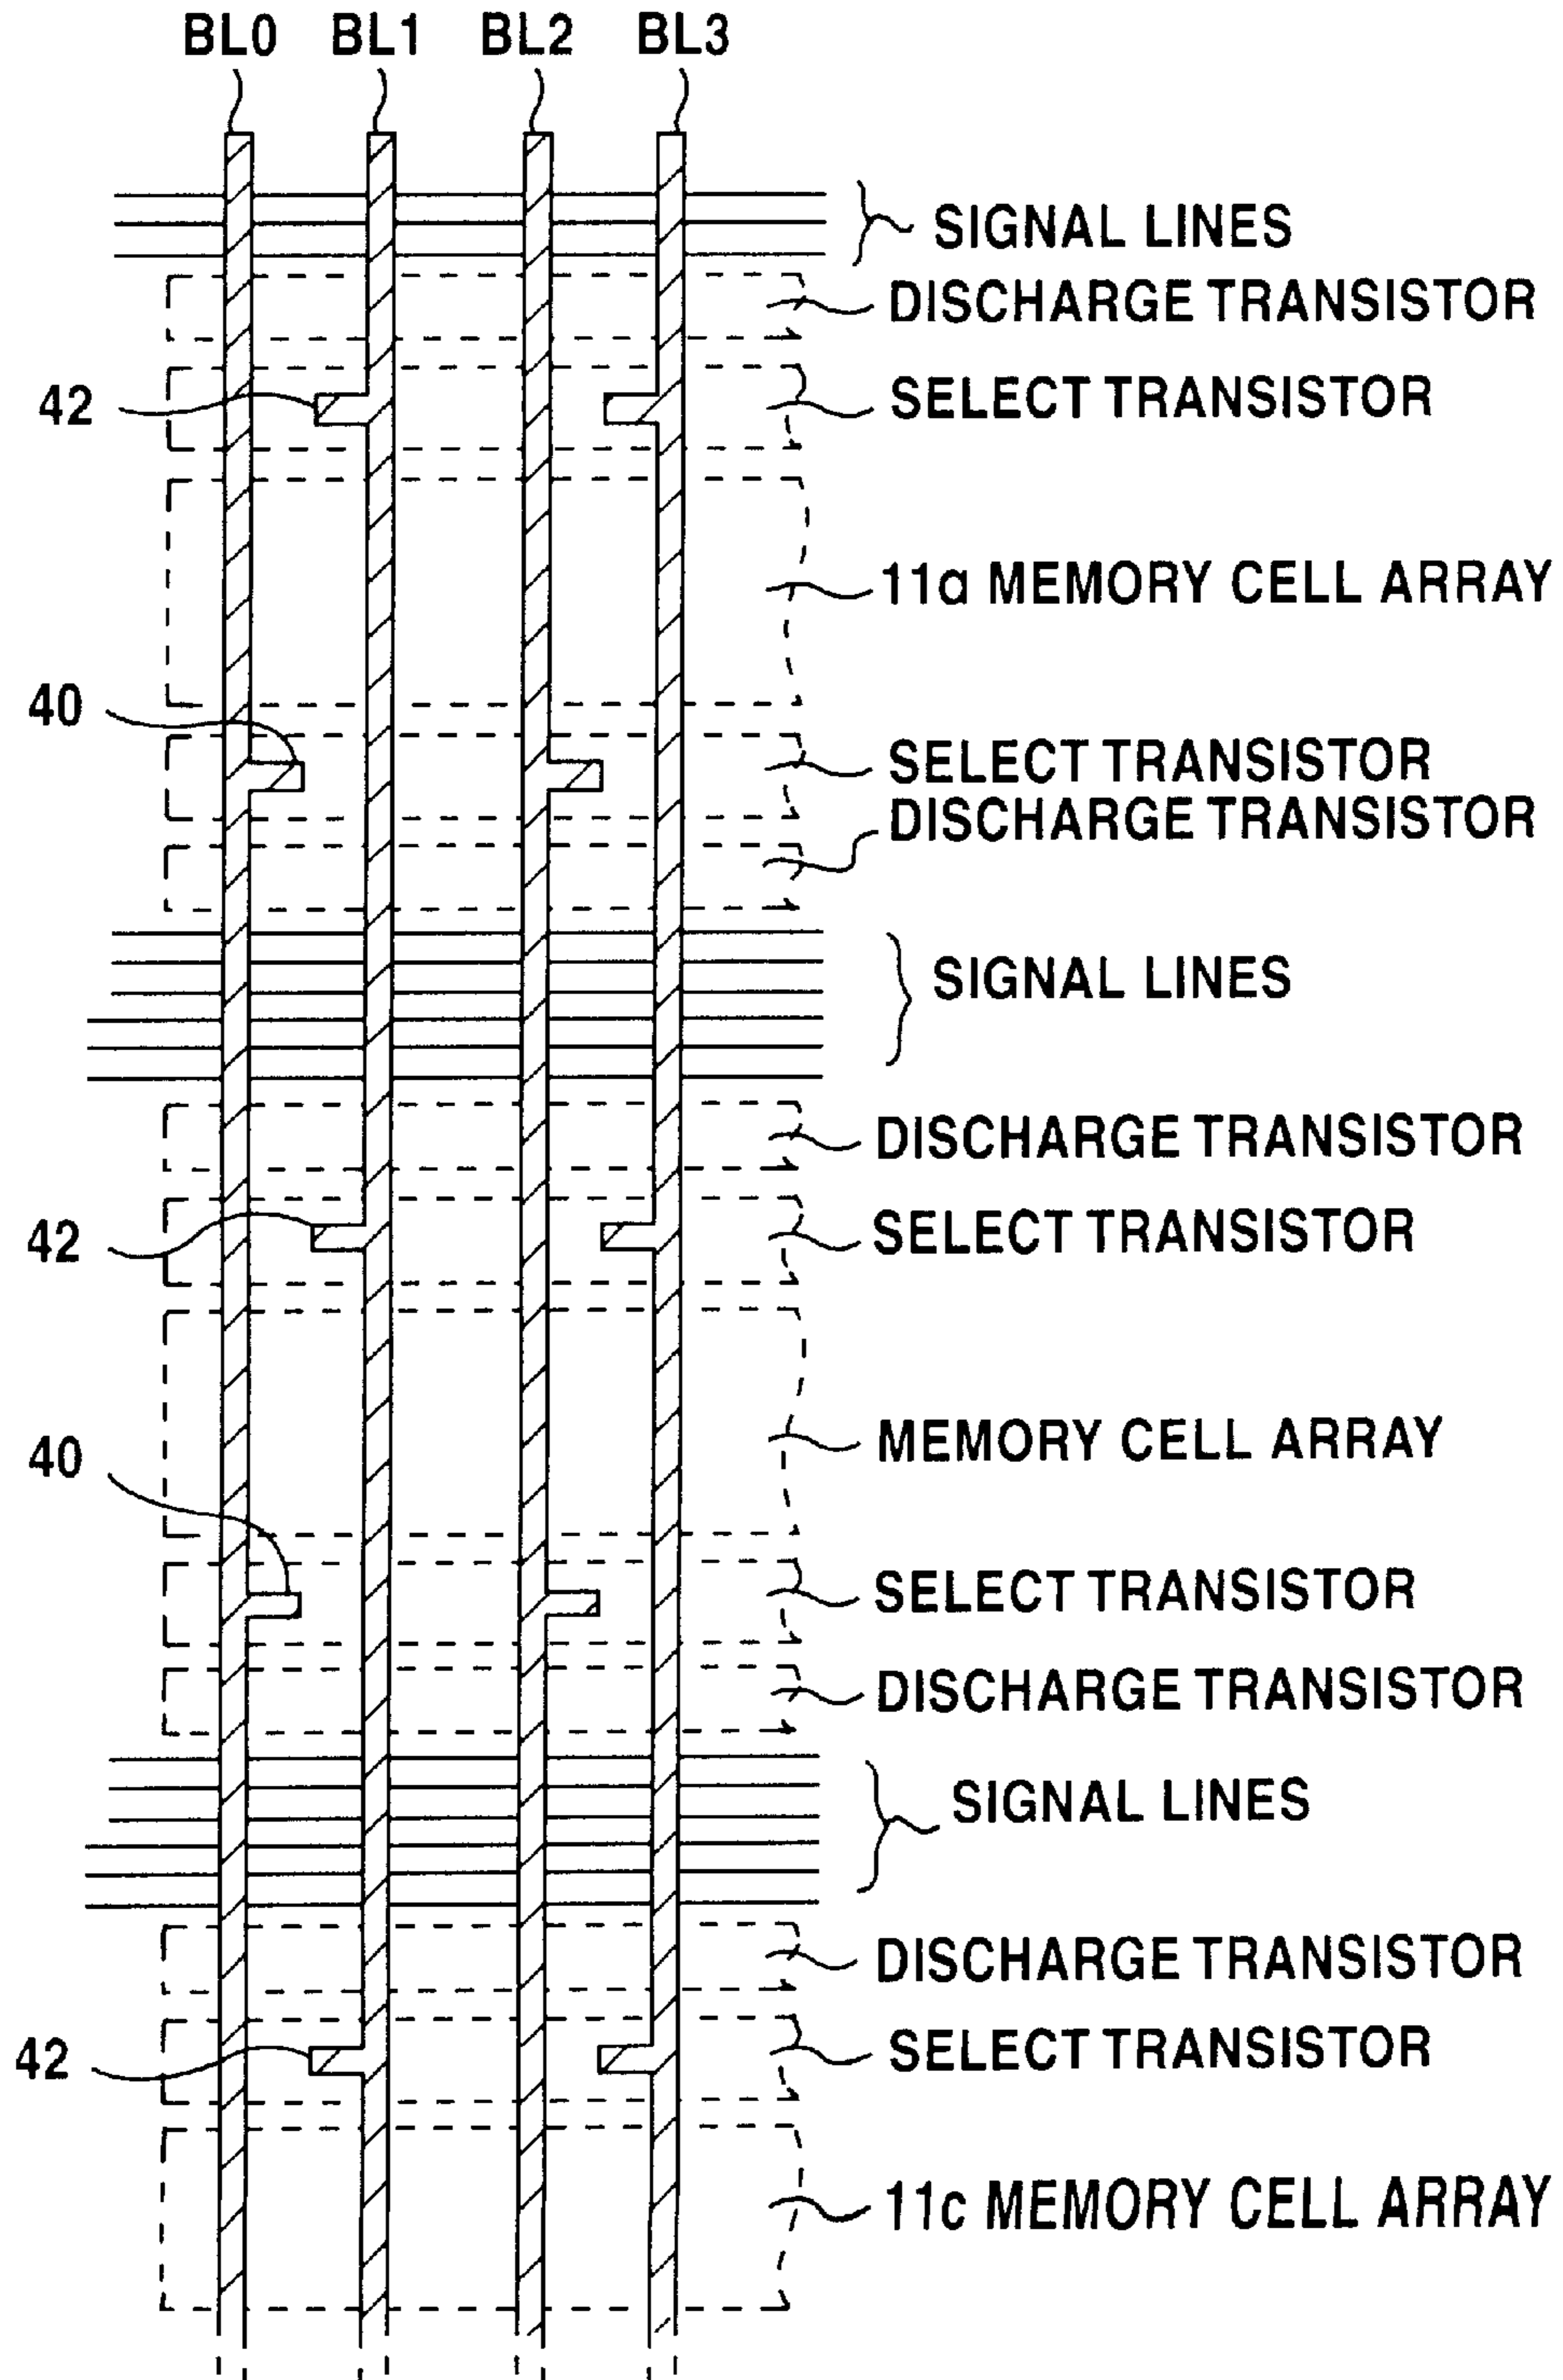 BL0 BL1 BL2 BL3
SIGNAL LINES
DISCHARGE TRANSISTOR
42 SELECT TRANSISTOR
11a MEMORY CELL ARRAY
40
SELECT TRANSISTOR
DISCHARGE TRANSISTOR
SIGNAL LINES
DISCHARGE TRANSISTOR
42 SELECT TRANSISTOR
MEMORY CELL ARRAY
40
SELECT TRANSISTOR
DISCHARGE TRANSISTOR
SIGNAL LINES
DISCHARGE TRANSISTOR
42 SELECT TRANSISTOR
11c MEMORY CELL ARRAY